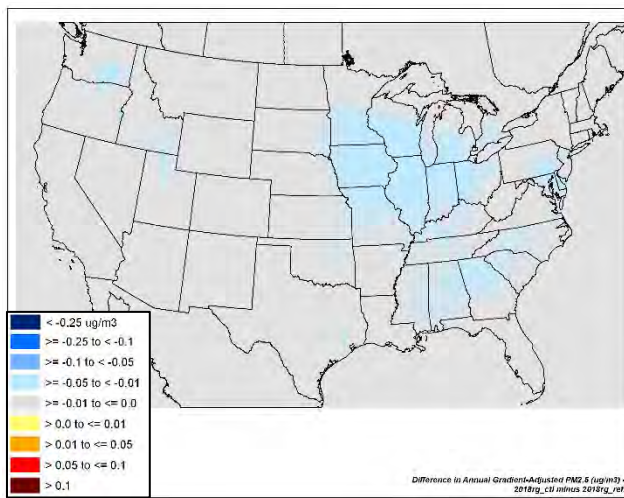 < -0.25 ug/m3
>= -0.25 to < -0.1
>= -0.1 to < -0.05
>= -0.05 to < -0.01
>= -0.01 to <= 0.0
> 0.0 to <= 0.01
> 0.01 to <= 0.05
> 0.05 to <= 0.1
> 0.1
Difference in Annual Gradient-Adjusted PM2.5 (ug/m3) -
2018rg_ctl minus 2018rg_ref